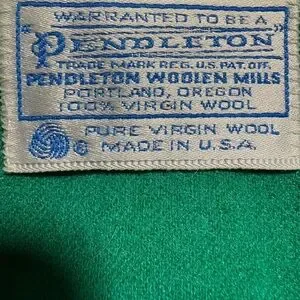 WARRANTED TO BE A
"PENDLETON"
TRADE MARK REG. U.S. PAT. OFF.
PENDLETON WOOLEN MILLS
PORTLAND, OREGON
100% VIRGIN WOOL
® PURE VIRGIN WOOL
MADE IN U.S.A.